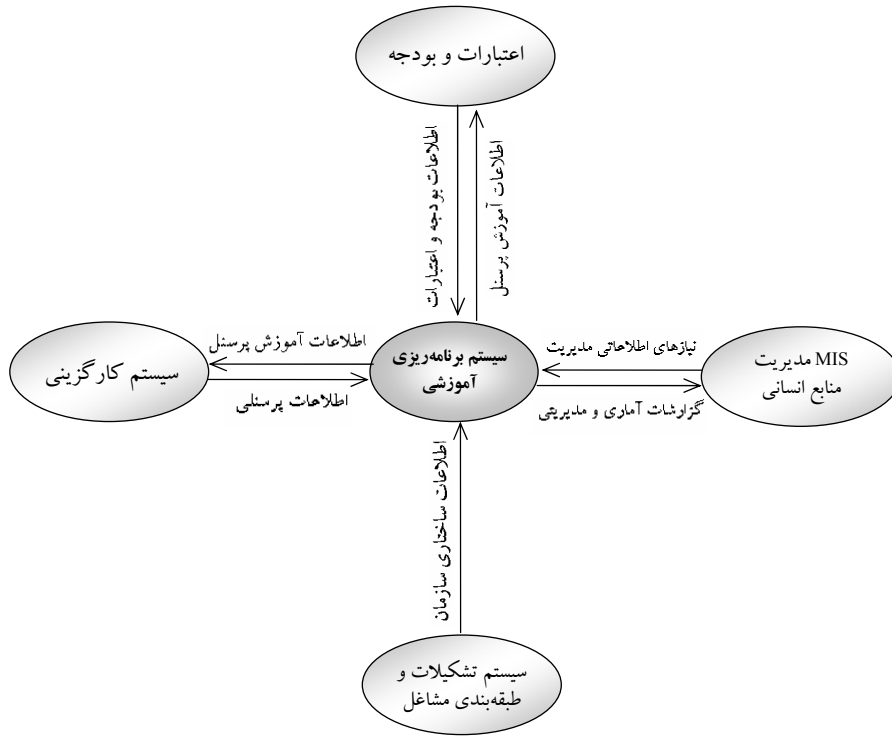 اعتبارات و بودجه
اطلاعات بودجه و اعتبارات
اطلاعات آموزش پرسنل
MIS مدیریت
منابع انسانی
نیازهای اطلاعاتی مدیریت
گزارشات آماری و مدیریتی
سیستم برنامه‌ریزی
آموزشی
اطلاعات آموزش پرسنل
اطلاعات پرسنلی
سیستم کارگزینی
اطلاعات ساختاری سازمان
سیستم تشکیلات و
طبقه‌بندی مشاغل